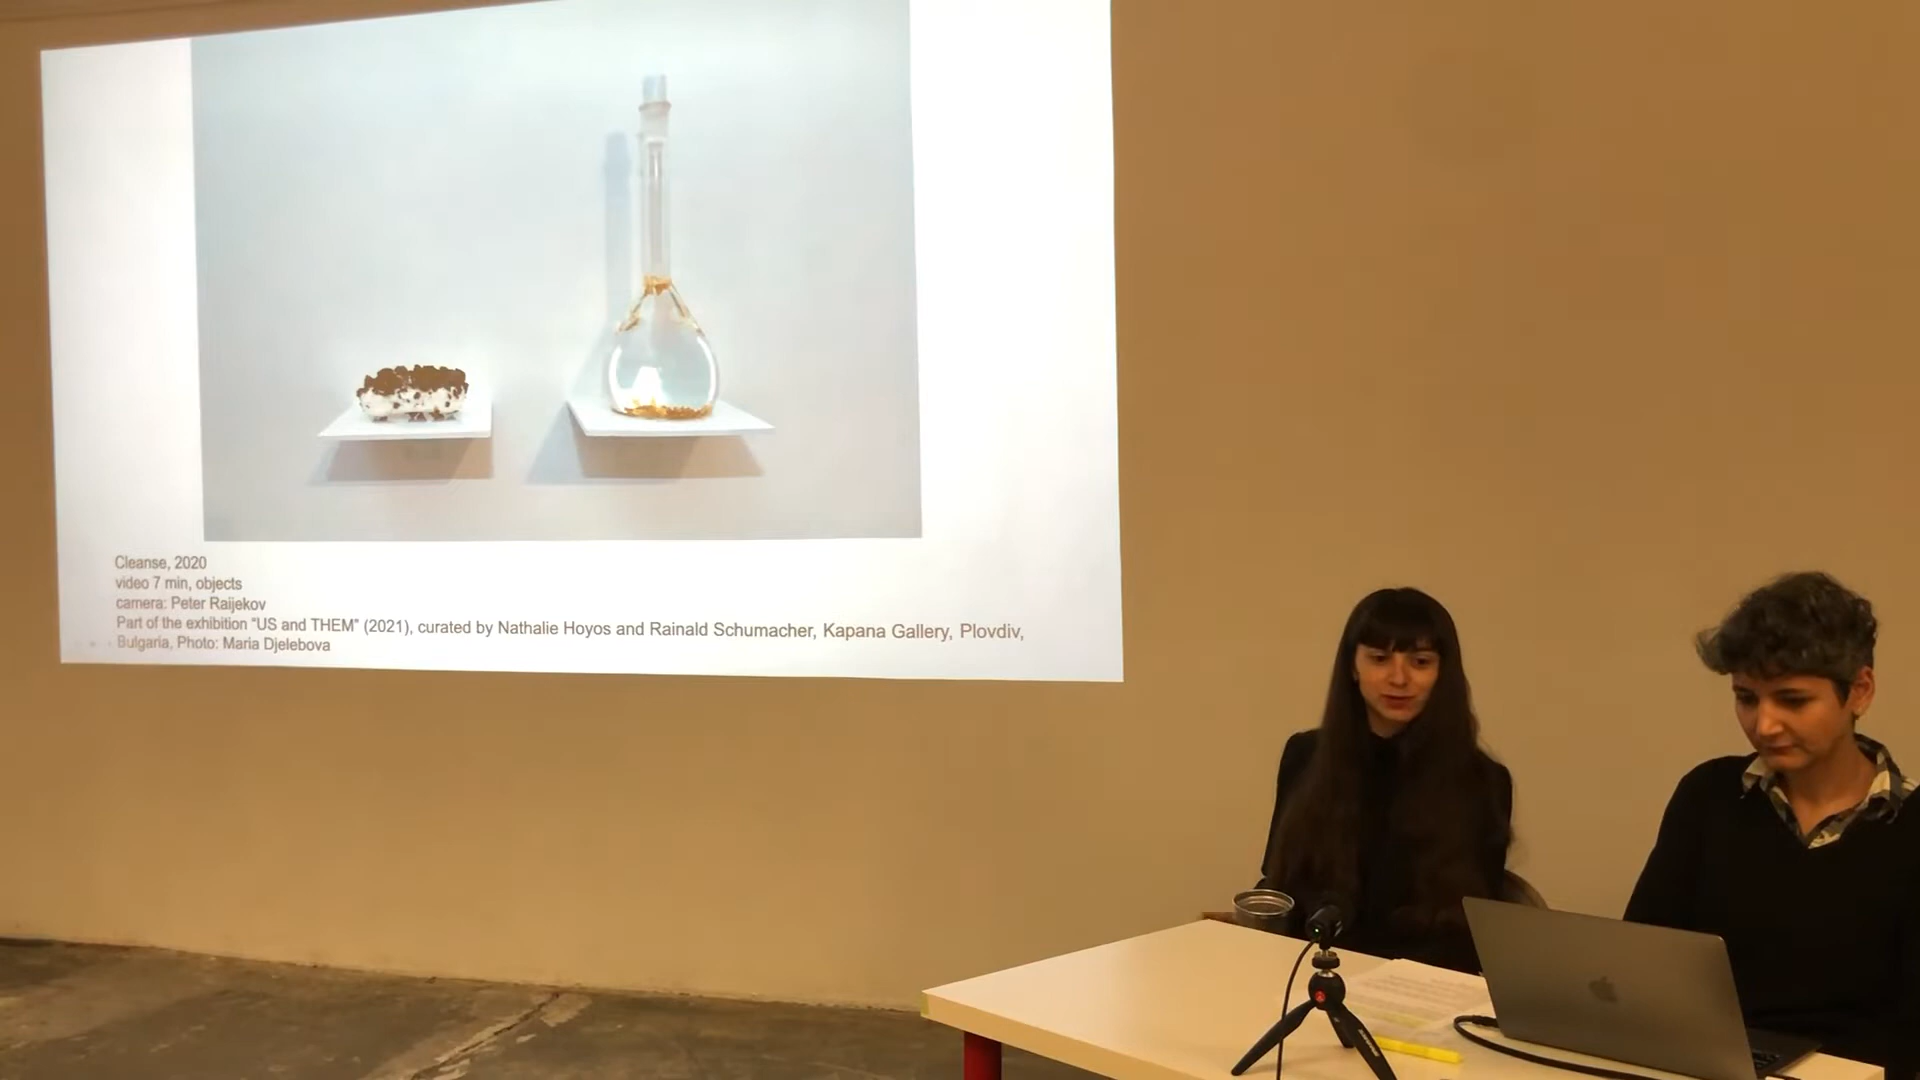 Cleanse, 2020
video 7 min, objects
camera: Peter Raijekov
Part of the exhibition "US and THEM" (2021), curated by Nathalie Hoyos and Rainald Schumacher, Kapana Gallery, Plovdiv,
Bulgaria, Photo: Maria Djelebova